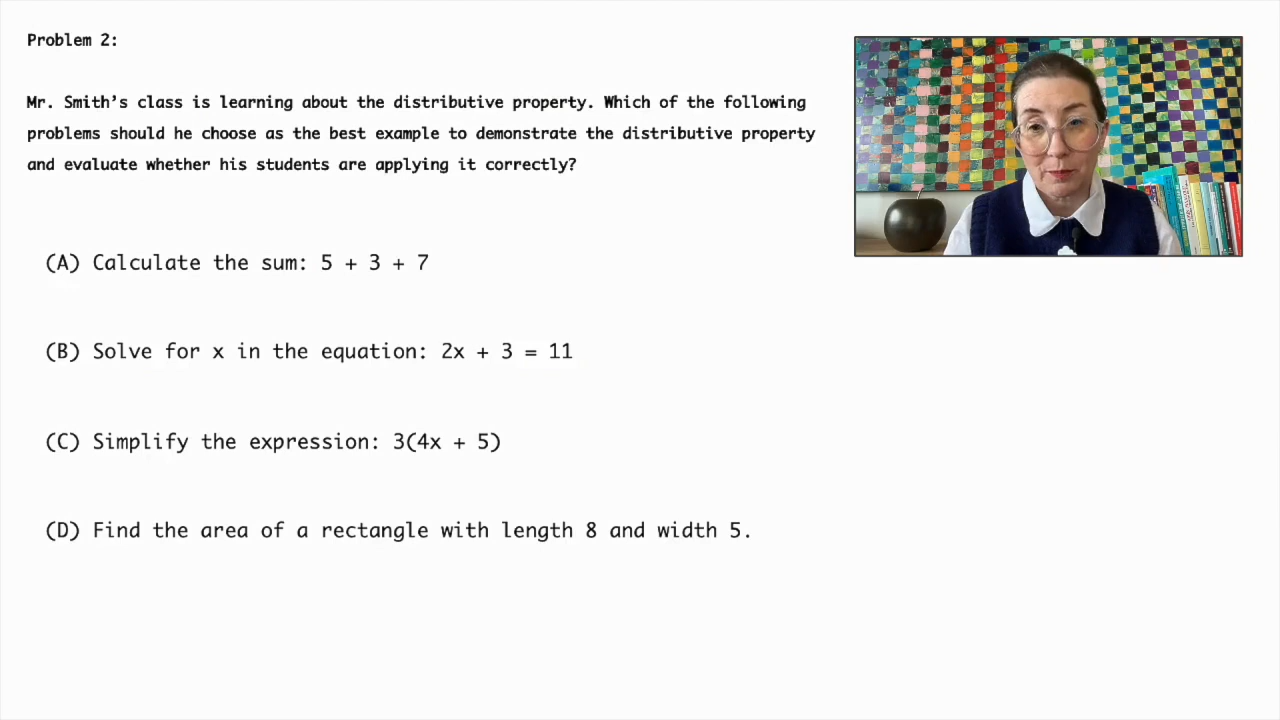 Problem 2:
Mr. Smith's class is learning about the distributive property. Which of the following
problems should he choose as the best example to demonstrate the distributive property
and evaluate whether his students are applying it correctly?
(A) Calculate the sum: 5 + 3 + 7
(B) Solve for x in the equation: 2x + 3 = 11
(C) Simplify the expression: 3(4x + 5)
(D) Find the area of a rectangle with length 8 and width 5.